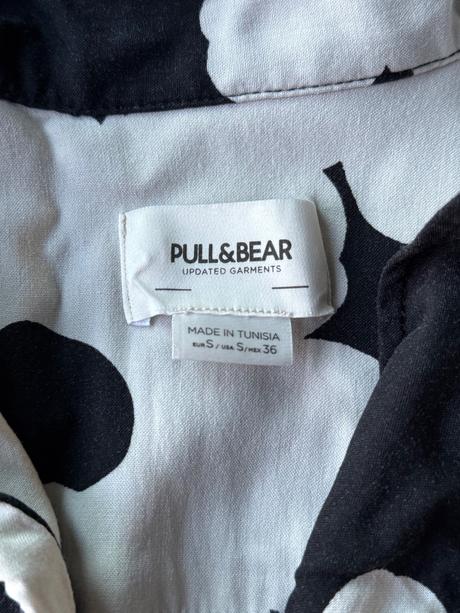 PULL&BEAR
UPDATED GARMENTS
MADE IN TUNISIA
EUR S / USA S / MEX 36